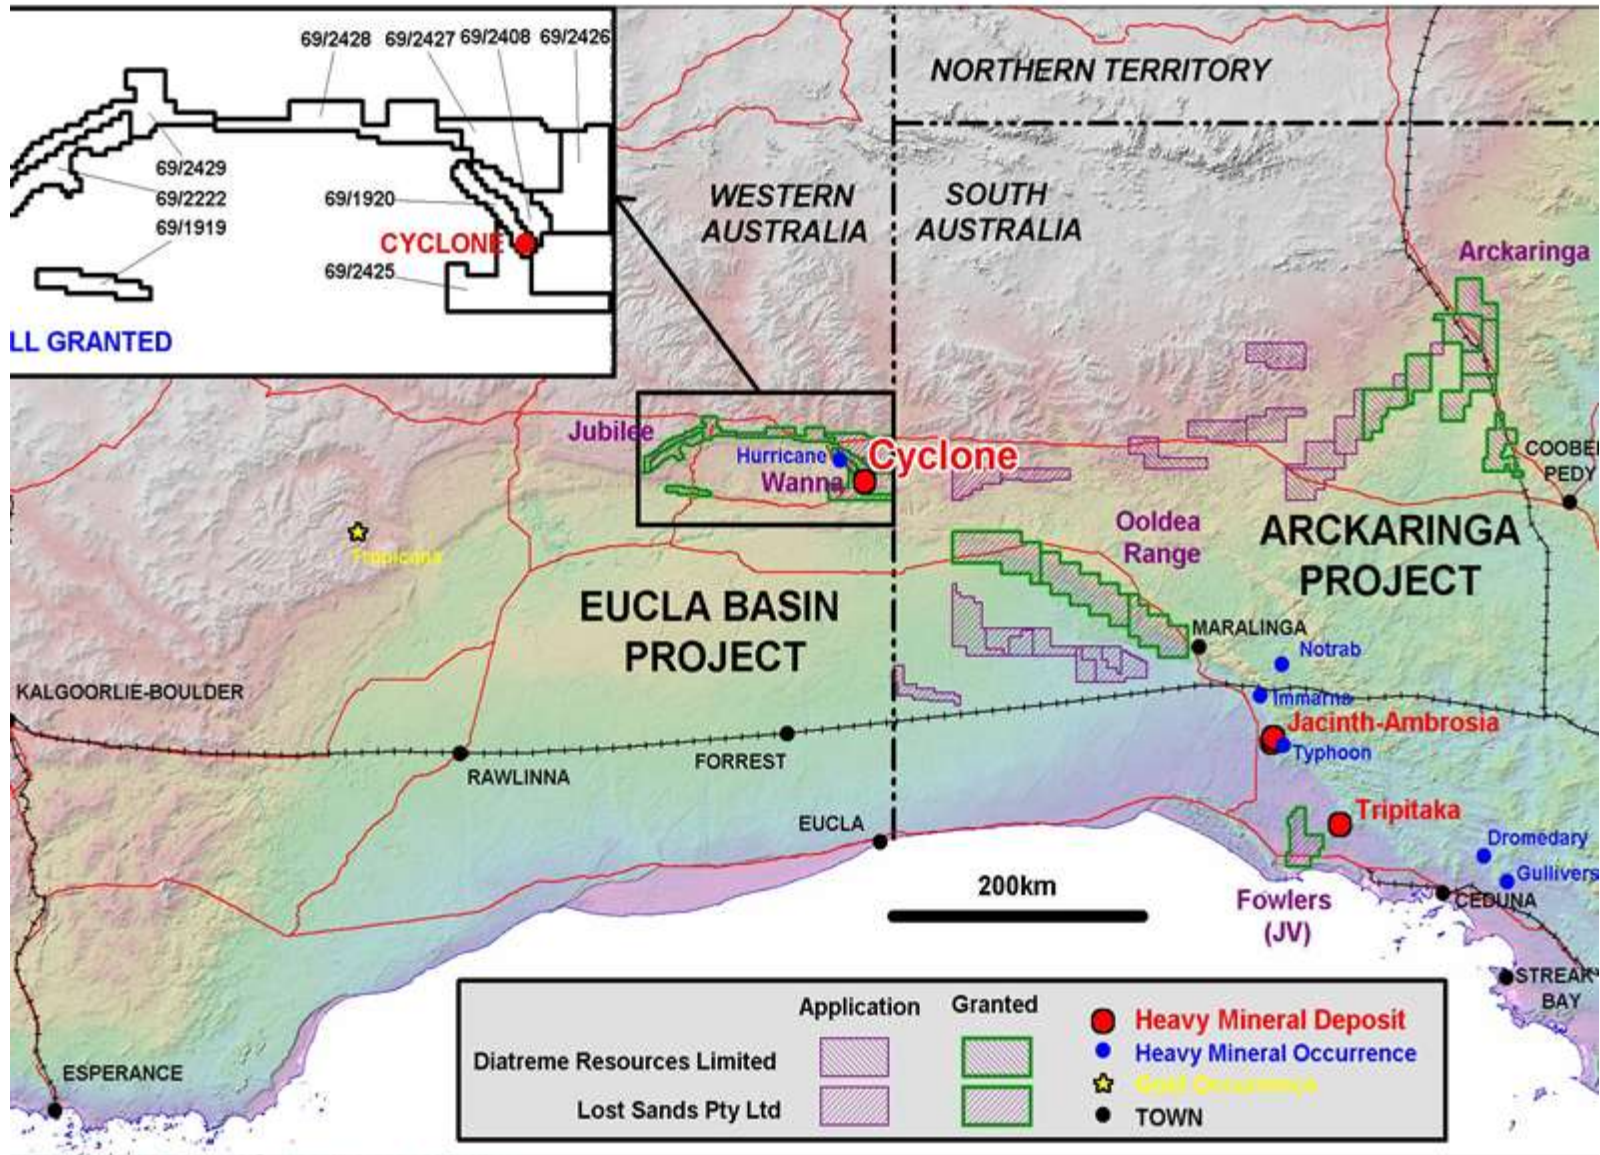 69/2428 69/2427 69/2408 69/2426
69/2429
69/2222
69/1919
69/1920
CYCLONE
69/2425
LL GRANTED
NORTHERN TERRITORY
WESTERN
AUSTRALIA
SOUTH
AUSTRALIA
Arckaringa
Jubilee
Hurricane
Cyclone
Wanna
COOBE
PEDY
Tropicana
Ooldea
Range
ARCKARINGA
PROJECT
EUCLA BASIN
PROJECT
MARALINGA
Notrab
Immarna
KALGOORLIE-BOULDER
Jacinth-Ambrosia
Typhoon
FORREST
RAWLINNA
EUCLA
Tripitaka
Dromedary
Gullivers
CEDUNA
200km
Fowlers
(JV)
STREAK
BAY
ESPERANCE
Application Granted
Diatreme Resources Limited
Lost Sands Pty Ltd
Heavy Mineral Deposit
Heavy Mineral Occurrence
Gold Occurrence
TOWN